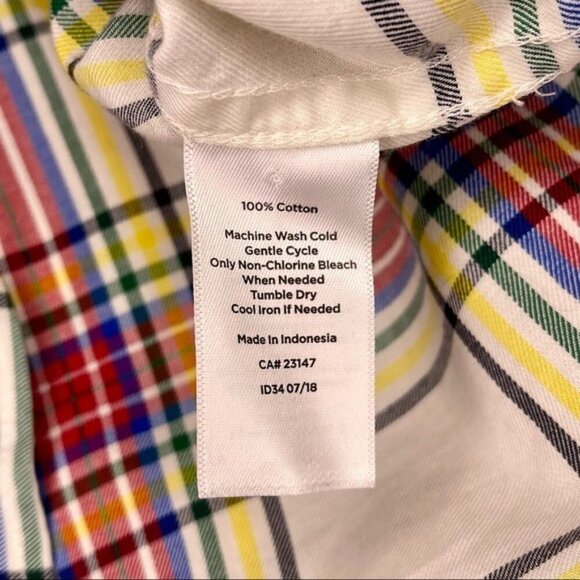 100% Cotton
Machine Wash Cold
Gentle Cycle
Only Non-Chlorine Bleach
When Needed
Tumble Dry
Cool iron If Needed
Made in Indonesia
CA# 23147
ID34 07/18